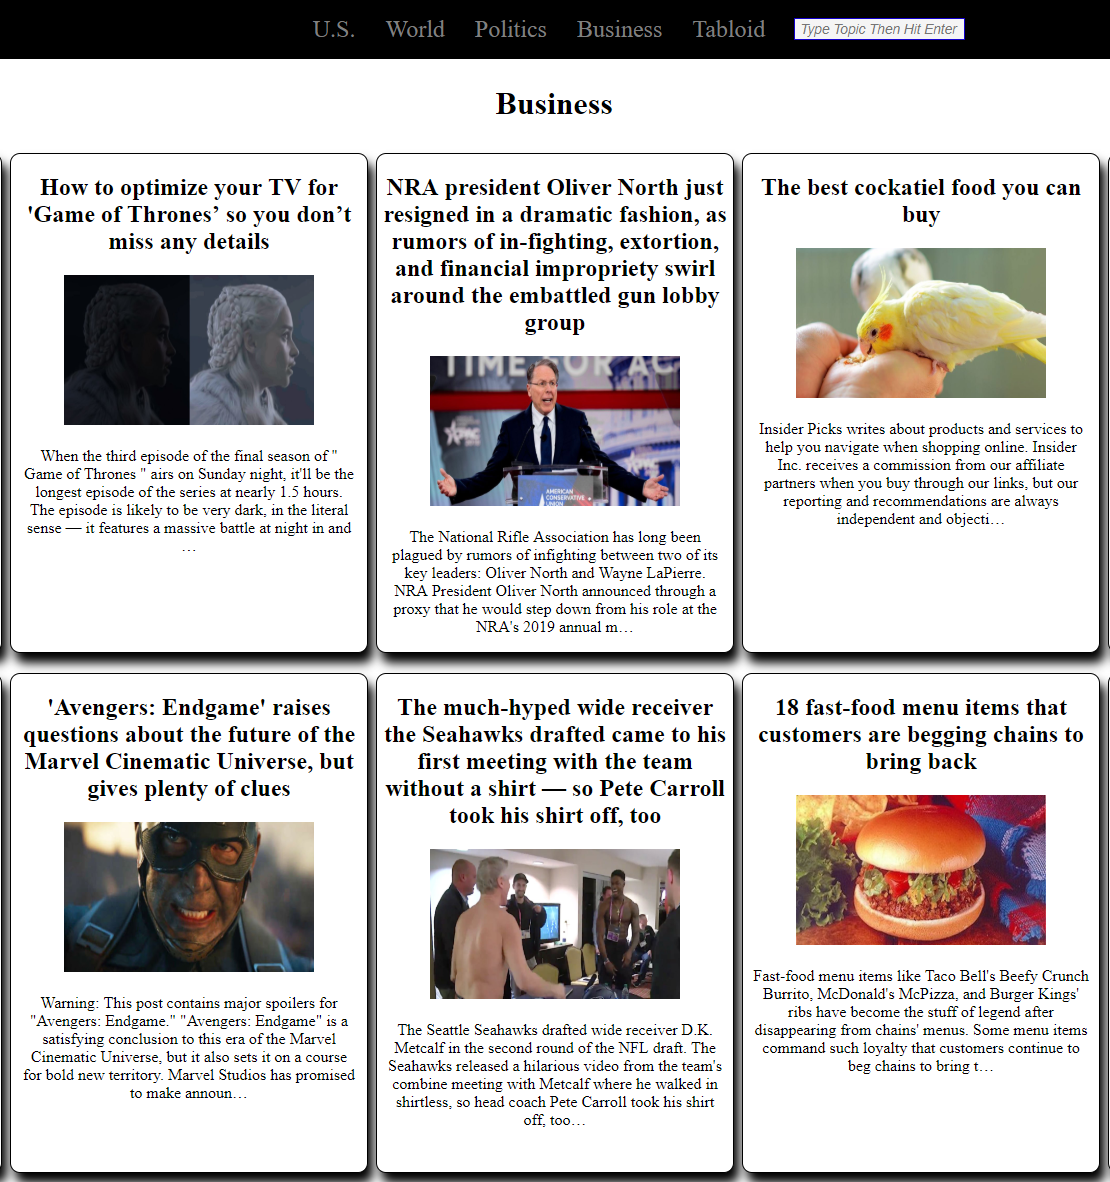 U.S. World Politics Business Tabloid Type Topic Then Hit Enter
Business
How to optimize your TV for
'Game of Thrones’ so you don’t
miss any details
When the third episode of the final season of "
Game of Thrones " airs on Sunday night, it'll be the
longest episode of the series at nearly 1.5 hours.
The episode is likely to be very dark, in the literal
sense — it features a massive battle at night in and
…
NRA president Oliver North just
resigned in a dramatic fashion, as
rumors of in-fighting, extortion,
and financial impropriety swirl
around the embattled gun lobby
group
TIME FOR AC
CPAC
AMERICAN
CONSERVATIVE
UNION
The National Rifle Association has long been
plagued by rumors of infighting between two of its
key leaders: Oliver North and Wayne LaPierre.
NRA President Oliver North announced through a
proxy that he would step down from his role at the
NRA's 2019 annual m…
The best cockatiel food you can
buy
Insider Picks writes about products and services to
help you navigate when shopping online. Insider
Inc. receives a commission from our affiliate
partners when you buy through our links, but our
reporting and recommendations are always
independent and objecti…
'Avengers: Endgame' raises
questions about the future of the
Marvel Cinematic Universe, but
gives plenty of clues
Warning: This post contains major spoilers for
"Avengers: Endgame." "Avengers: Endgame" is a
satisfying conclusion to this era of the Marvel
Cinematic Universe, but it also sets it on a course
for bold new territory. Marvel Studios has promised
to make announ…
The much-hyped wide receiver
the Seahawks drafted came to his
first meeting with the team
without a shirt — so Pete Carroll
took his shirt off, too
The Seattle Seahawks drafted wide receiver D.K.
Metcalf in the second round of the NFL draft. The
Seahawks released a hilarious video from the team's
combine meeting with Metcalf where he walked in
shirtless, so head coach Pete Carroll took his shirt
off, too…
18 fast-food menu items that
customers are begging chains to
bring back
Fast-food menu items like Taco Bell's Beefy Crunch
Burrito, McDonald's McPizza, and Burger Kings'
ribs have become the stuff of legend after
disappearing from chains' menus. Some menu items
command such loyalty that customers continue to
beg chains to bring t…